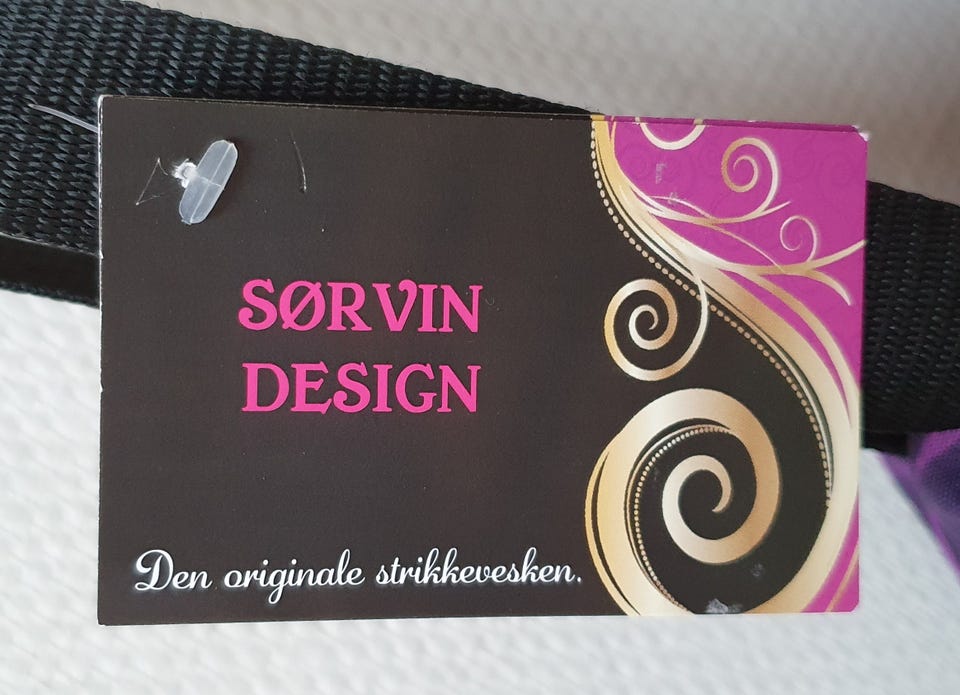 SØRVIN
DESIGN
Den originale strikkevesken.